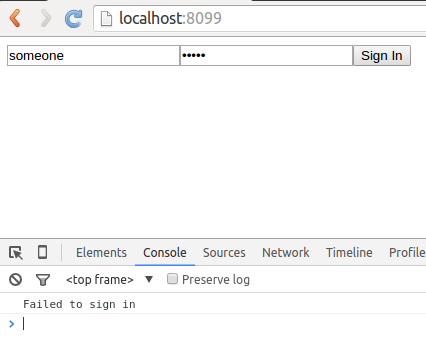 localhost:8099
someone ••••• Sign In
Elements Console Sources Network Timeline Profile
<top frame> ▼ Preserve log
Failed to sign in
>